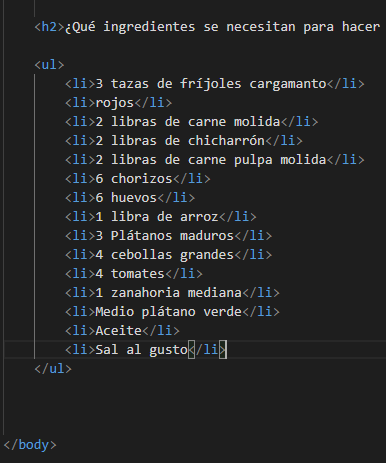 <h2>¿Qué ingredientes se necesitan para hacer
<ul>
<li>3 tazas de fríjoles cargamanto</li>
<li>rojos</li>
<li>2 libras de carne molida</li>
<li>2 libras de chicharrón</li>
<li>2 libras de carne pulpa molida</li>
<li>6 chorizos</li>
<li>6 huevos</li>
<li>1 libra de arroz</li>
<li>3 Plátanos maduros</li>
<li>4 cebollas grandes</li>
<li>4 tomates</li>
<li>1 zanahoria mediana</li>
<li>Medio plátano verde</li>
<li>Aceite</li>
<li>Sal al gusto</li>
</ul>
</body>